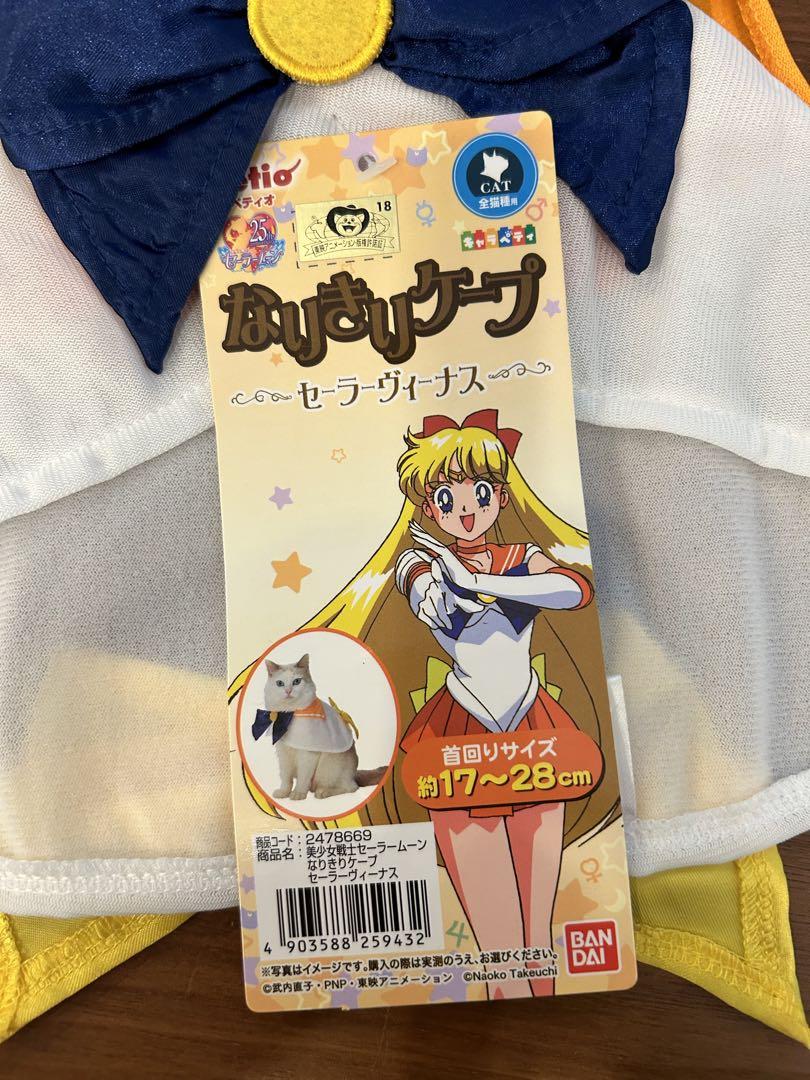 etio
ペティオ
25th
セーラームーン
18
東映アニメーション版権許諾証
CAT
全猫種用
キャラペティ
なりきりケープ
セーラーヴィーナス
首回りサイズ
約17~28cm
商品コード: 2478669
商品名: 美少女戦士セーラームーン
なりきりケープ
セーラーヴィーナス
4 903588 259432
BAN
DAI
※写真はイメージです。購入の際は実測のうえ、お選びください。
©武内直子・PNP・東映アニメーション ©Naoko Takeuchi